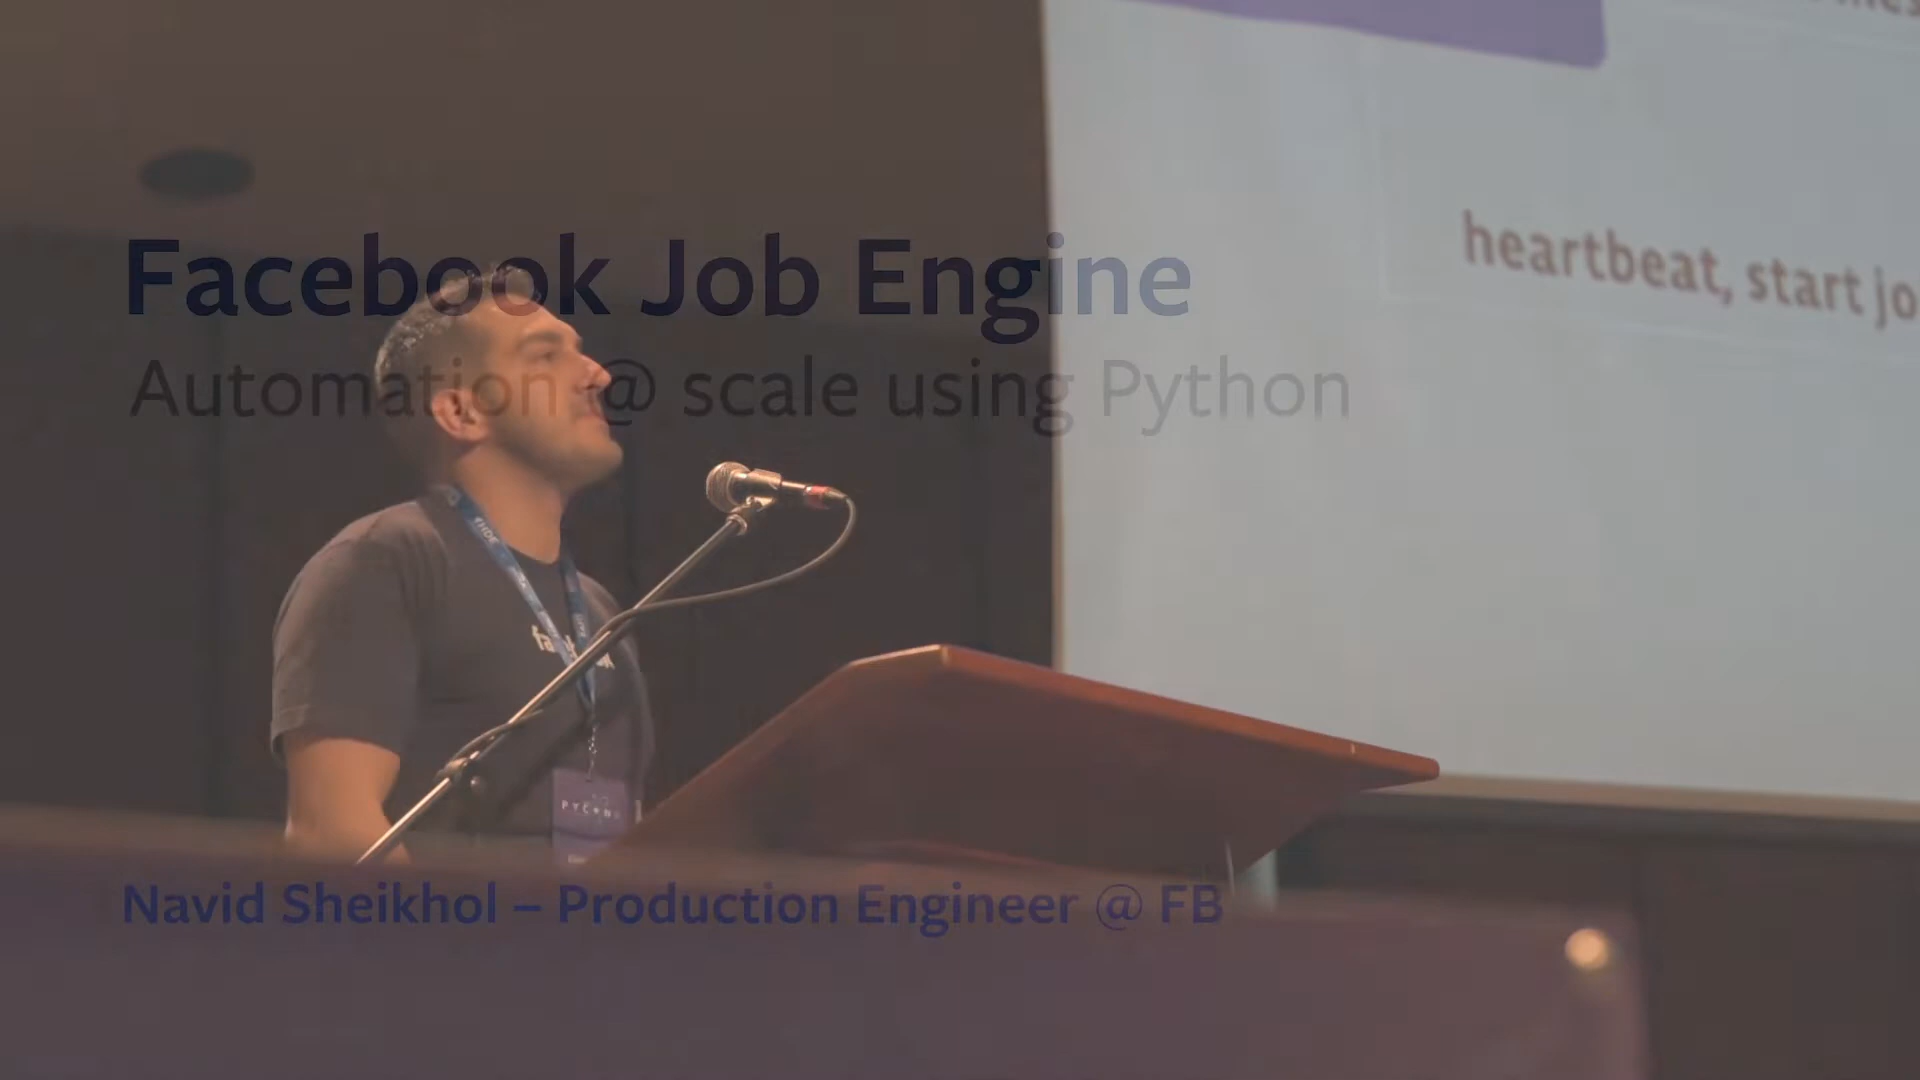 heartbeat, start jo
Facebook Job Engine
Automation @ scale using Python
Navid Sheikhol – Production Engineer @ FB